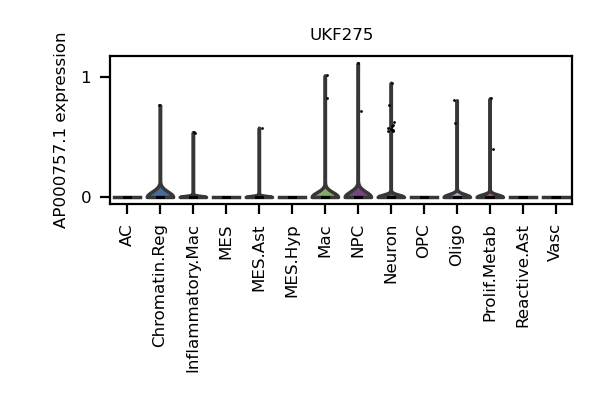 UKF275
AP000757.1 expression
1
0
AC
Chromatin.Reg
Inflammatory.Mac
MES
MES.Ast
MES.Hyp
Mac
NPC
Neuron
OPC
Oligo
Prolif.Metab
Reactive.Ast
Vasc